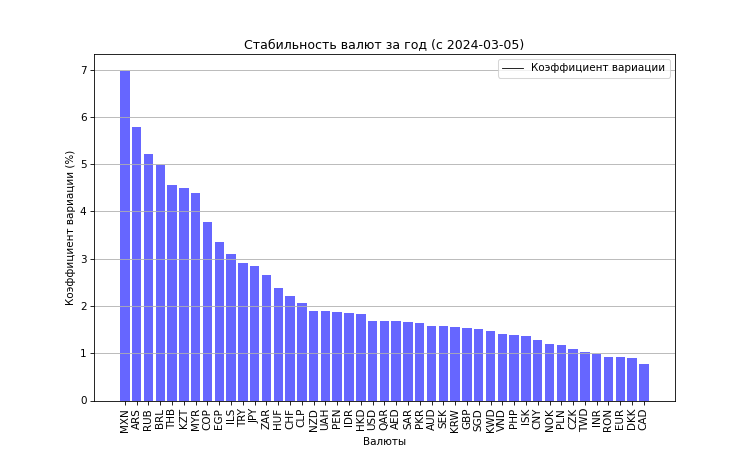 Стабильность валют за год (с 2024-03-05)
Коэффициент вариации
Коэффициент вариации (%)
7
6
5
4
3
2
1
0
MXN ARS RUB BRL THB KZT MYR COP EGP ILS TRY JPY ZAR HUF CHF CLP NZD UAH PEN IDR HKD USD QAR AED SAR PKR AUD SEK KRW GBP SGD KWD VND PHP ISK CNY NOK PLN CZK TWD INR RON EUR DKK CAD
Валюты